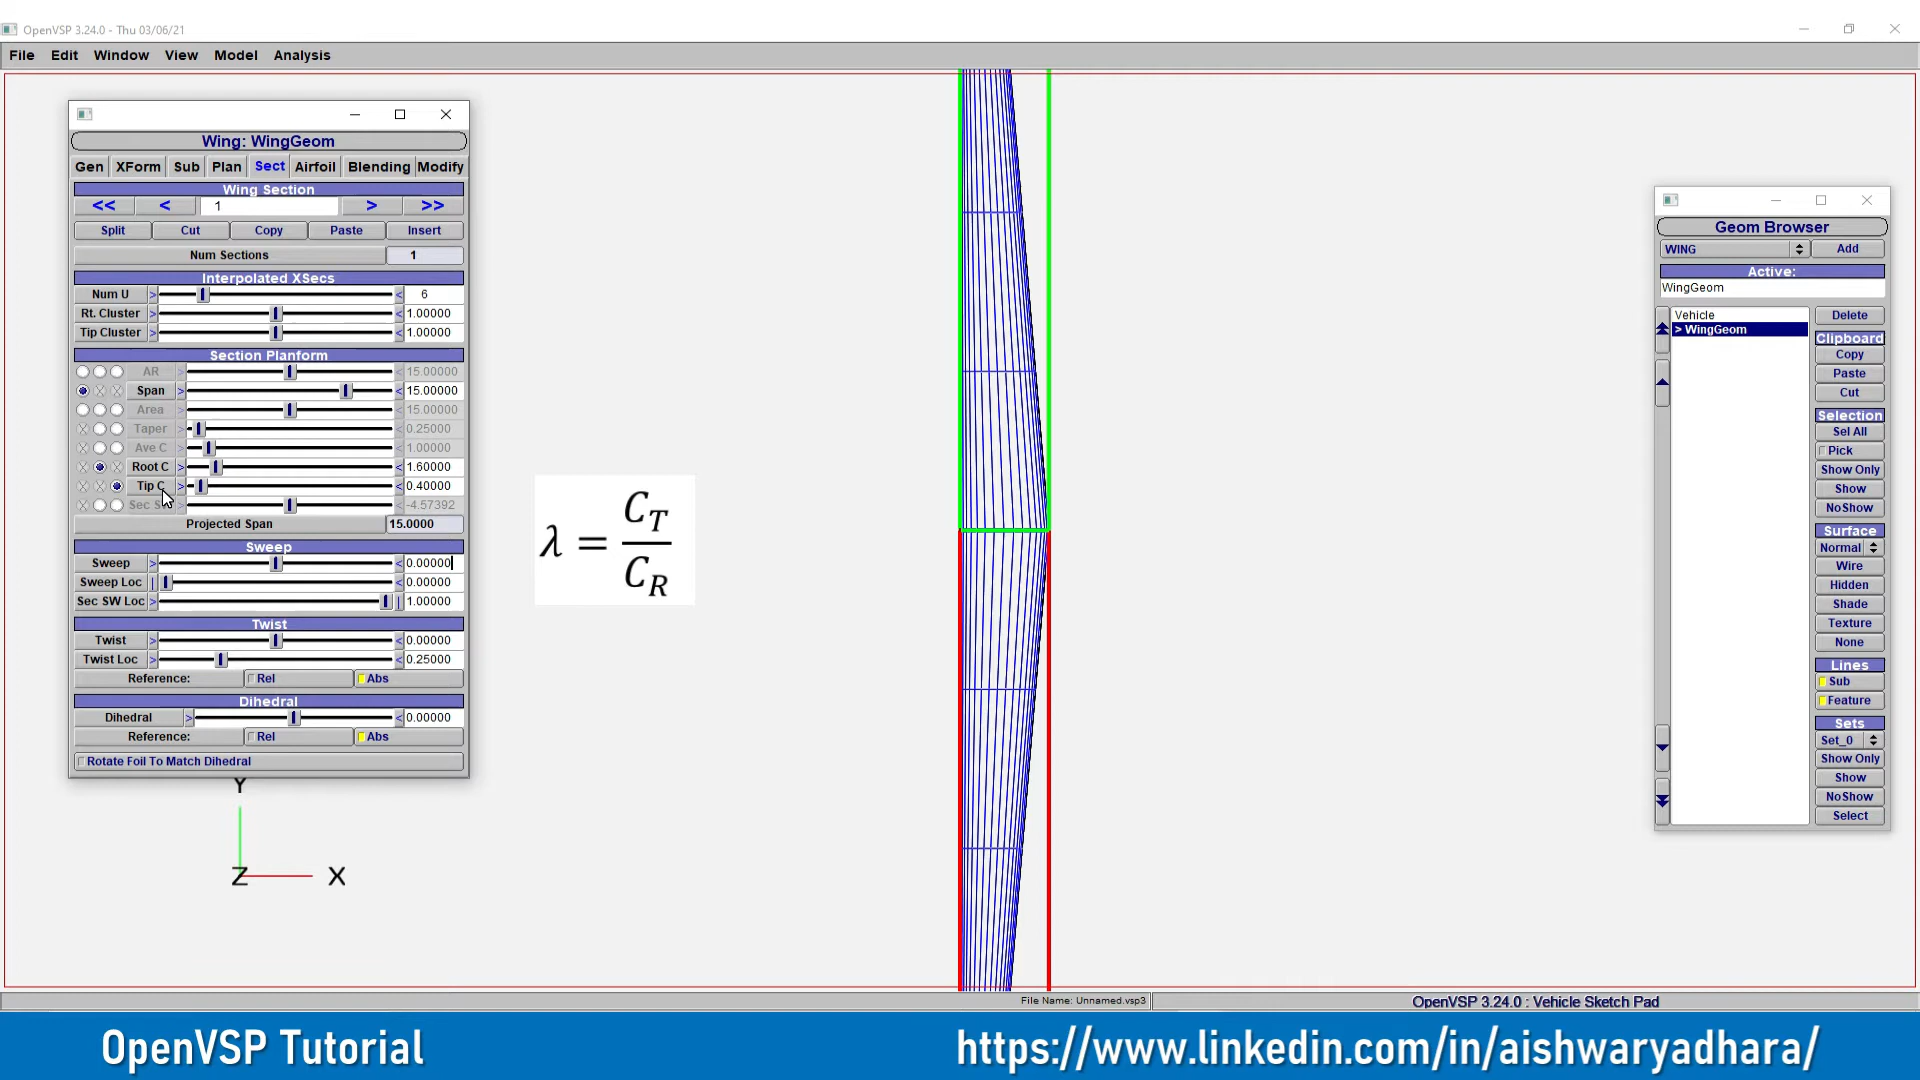 OpenVSP 3.24.0 - Thu 03/06/21
File Edit Window View Model Analysis
Wing: WingGeom
Gen XForm Sub Plan Sect Airfoil Blending Modify
Wing Section
<< < 1 > >>
Split Cut Copy Paste Insert
Num Sections 1
Interpolated XSecs
Num U > < 6
Rt. Cluster > < 1.00000
Tip Cluster > < 1.00000
Section Planform
AR > < 15.00000
Span > < 15.00000
Area > < 15.00000
Taper > < 0.25000
Ave C > < 1.00000
Root C > < 1.60000
Tip C > < 0.40000
Sec < -4.57392
Projected Span 15.0000
Sweep
Sweep > < 0.00000
Sweep Loc | < 0.00000
Sec SW Loc > | 1.00000
Twist
Twist > < 0.00000
Twist Loc > < 0.25000
Reference: Rel Abs
Dihedral
Dihedral > < 0.00000
Reference: Rel Abs
Rotate Foil To Match Dihedral
Y
Z X
λ = C_T / C_R
Geom Browser
WING Add
Active:
WingGeom
Vehicle
> WingGeom
Delete
Clipboard
Copy
Paste
Cut
Selection
Sel All
Pick
Show Only
Show
NoShow
Surface
Normal
Wire
Hidden
Shade
Texture
None
Lines
Sub
Feature
Sets
Set_0
Show Only
Show
NoShow
Select
File Name: Unnamed.vsp3
OpenVSP 3.24.0 : Vehicle Sketch Pad
OpenVSP Tutorial
https://www.linkedin.com/in/aishwaryadhara/